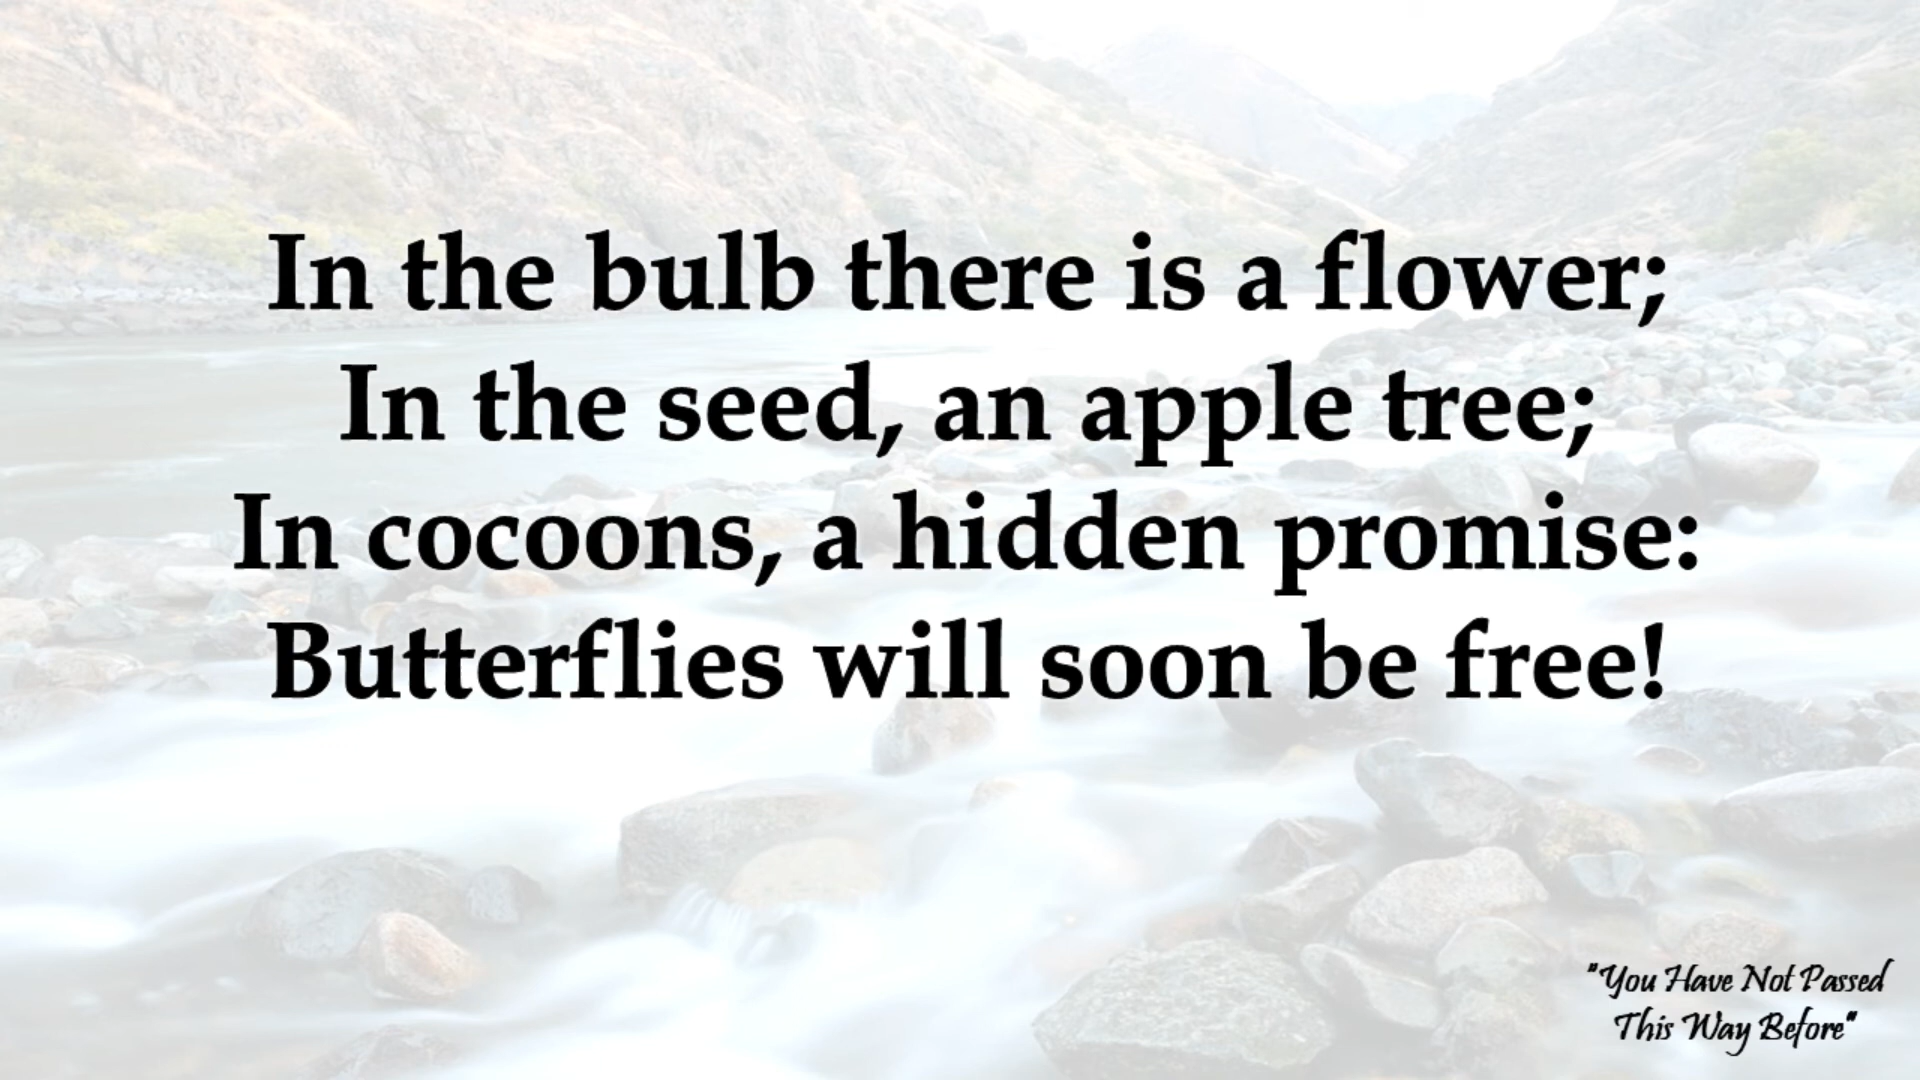 In the bulb there is a flower;
In the seed, an apple tree;
In cocoons, a hidden promise:
Butterflies will soon be free!
"You Have Not Passed
This Way Before"